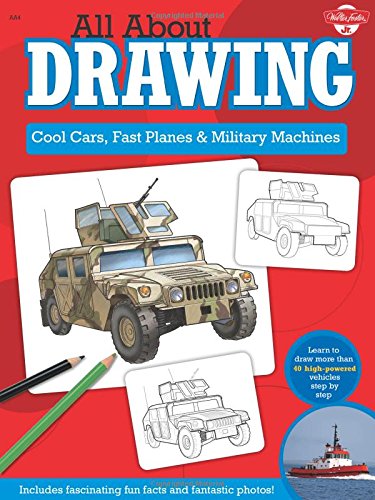 AA4
All About
DRAWING
Walter Foster
Jr.
Cool Cars, Fast Planes & Military Machines
Learn to
draw more than
40 high-powered
vehicles step
by
step
Includes fascinating fun facts and fantastic photos!